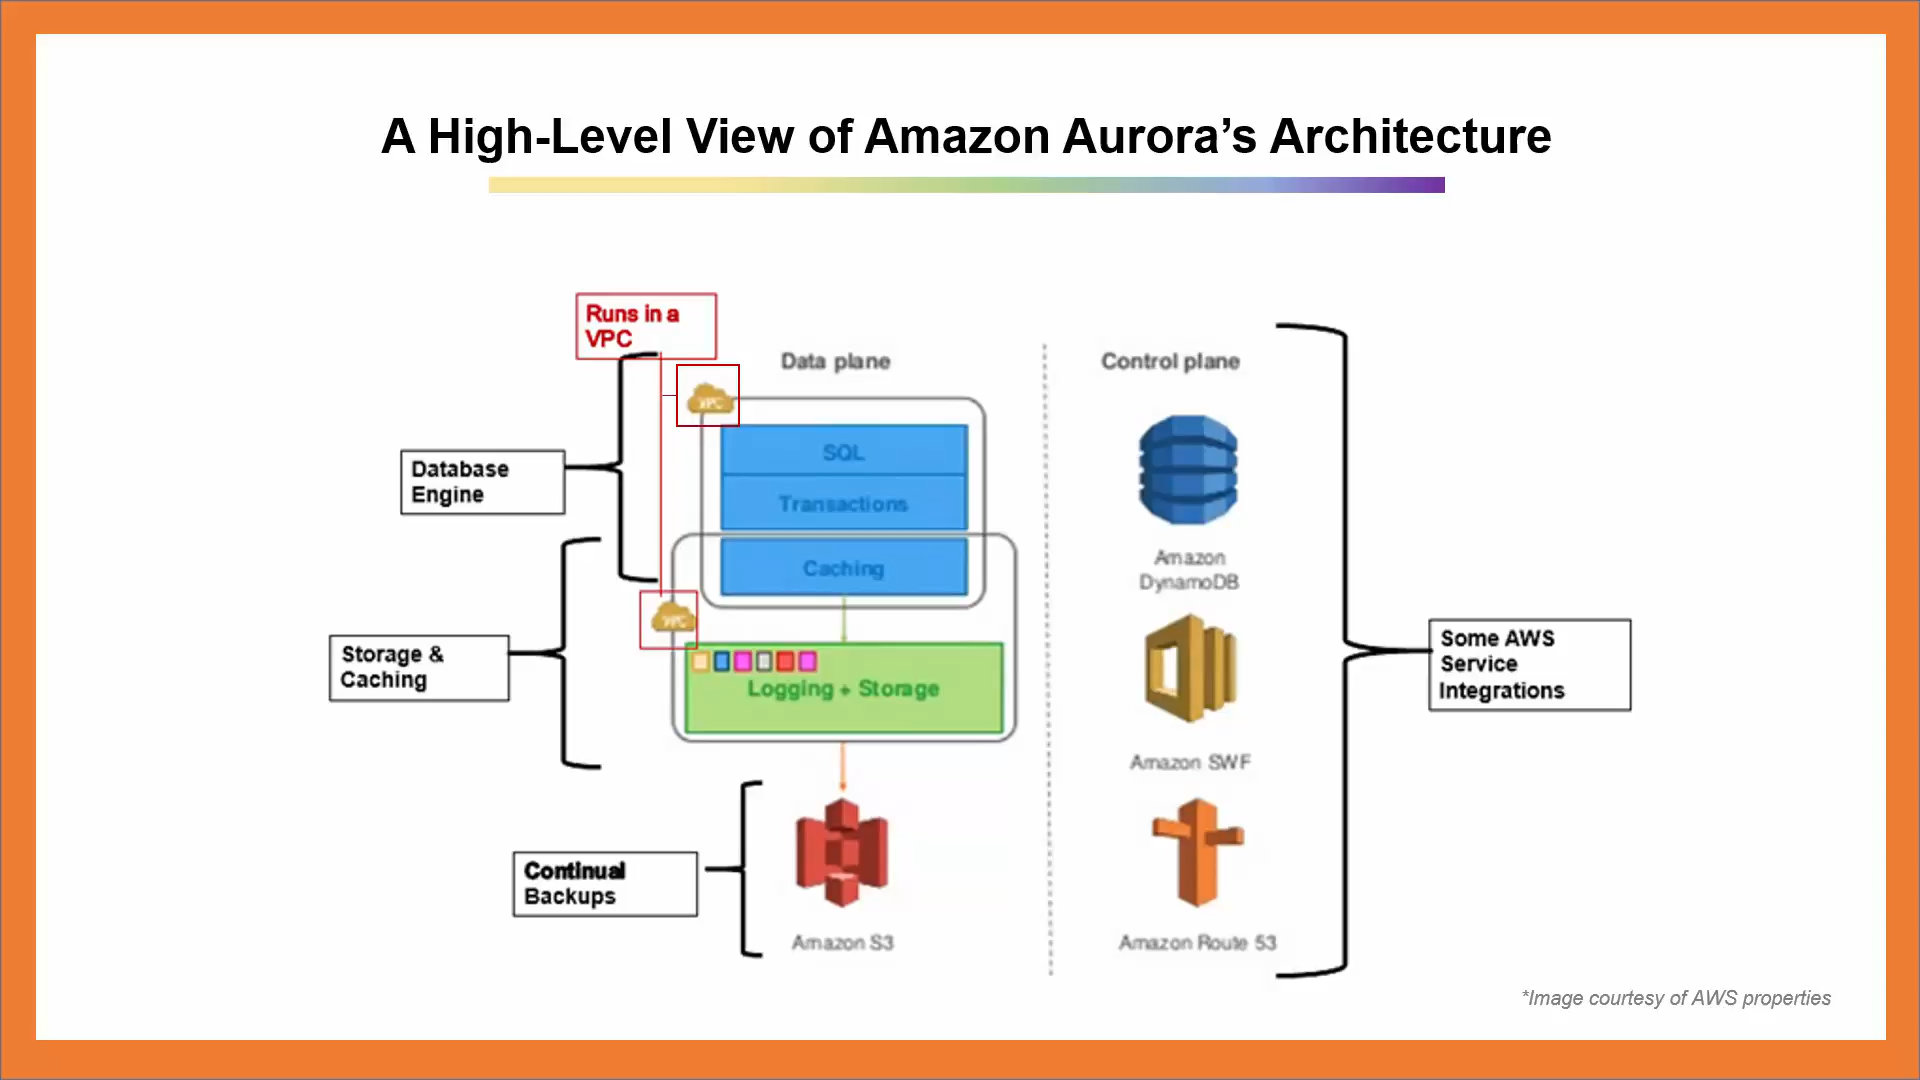 A High-Level View of Amazon Aurora’s Architecture
Runs in a
VPC
Data plane
Control plane
VPC
SQL
Database
Engine
Transactions
Caching
Amazon
DynamoDB
VPC
Storage &
Caching
Logging + Storage
Some AWS
Service
Integrations
Amazon SWF
Continual
Backups
Amazon S3
Amazon Route 53
*Image courtesy of AWS properties